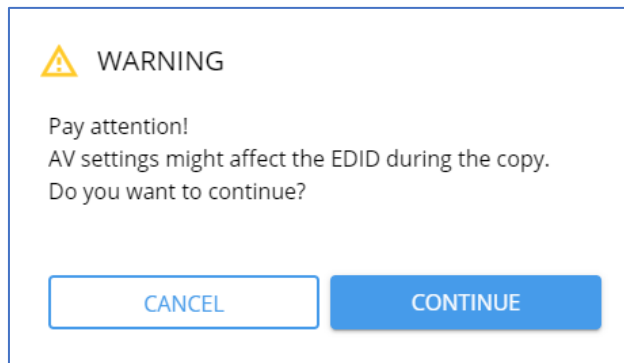 WARNING
Pay attention!
AV settings might affect the EDID during the copy.
Do you want to continue?
CANCEL
CONTINUE